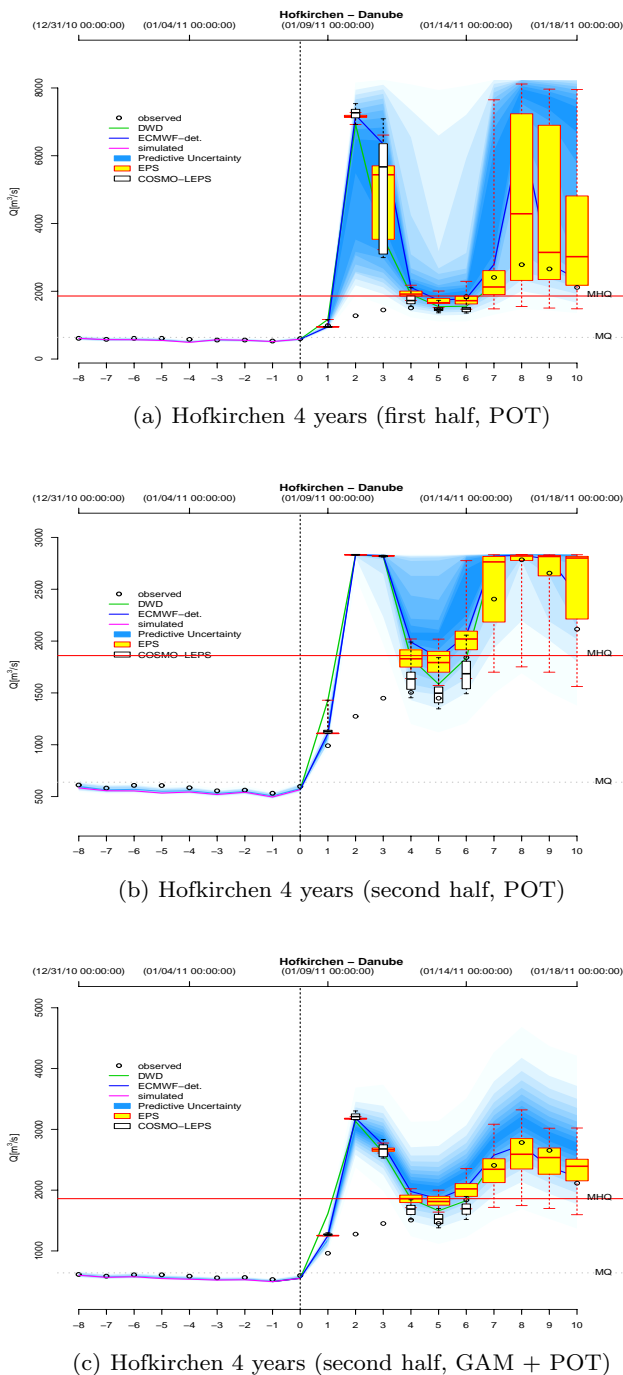 Hofkirchen − Danube
(12/31/10 00:00:00) (01/04/11 00:00:00) (01/09/11 00:00:00) (01/14/11 00:00:00) (01/18/11 00:00:00)
Q[m³/s]
8000
6000
4000
2000
0
observed
DWD
ECMWF−det.
simulated
Predictive Uncertainty
EPS
COSMO−LEPS
MHQ
MQ
−8 −7 −6 −5 −4 −3 −2 −1 0 1 2 3 4 5 6 7 8 9 10
(a) Hofkirchen 4 years (first half, POT)
Hofkirchen − Danube
(12/31/10 00:00:00) (01/04/11 00:00:00) (01/09/11 00:00:00) (01/14/11 00:00:00) (01/18/11 00:00:00)
Q[m³/s]
3000
2500
2000
1500
1000
500
observed
DWD
ECMWF−det.
simulated
Predictive Uncertainty
EPS
COSMO−LEPS
MHQ
MQ
−8 −7 −6 −5 −4 −3 −2 −1 0 1 2 3 4 5 6 7 8 9 10
(b) Hofkirchen 4 years (second half, POT)
Hofkirchen − Danube
(12/31/10 00:00:00) (01/04/11 00:00:00) (01/09/11 00:00:00) (01/14/11 00:00:00) (01/18/11 00:00:00)
Q[m³/s]
5000
4000
3000
2000
1000
observed
DWD
ECMWF−det.
simulated
Predictive Uncertainty
EPS
COSMO−LEPS
MHQ
MQ
−8 −7 −6 −5 −4 −3 −2 −1 0 1 2 3 4 5 6 7 8 9 10
(c) Hofkirchen 4 years (second half, GAM + POT)